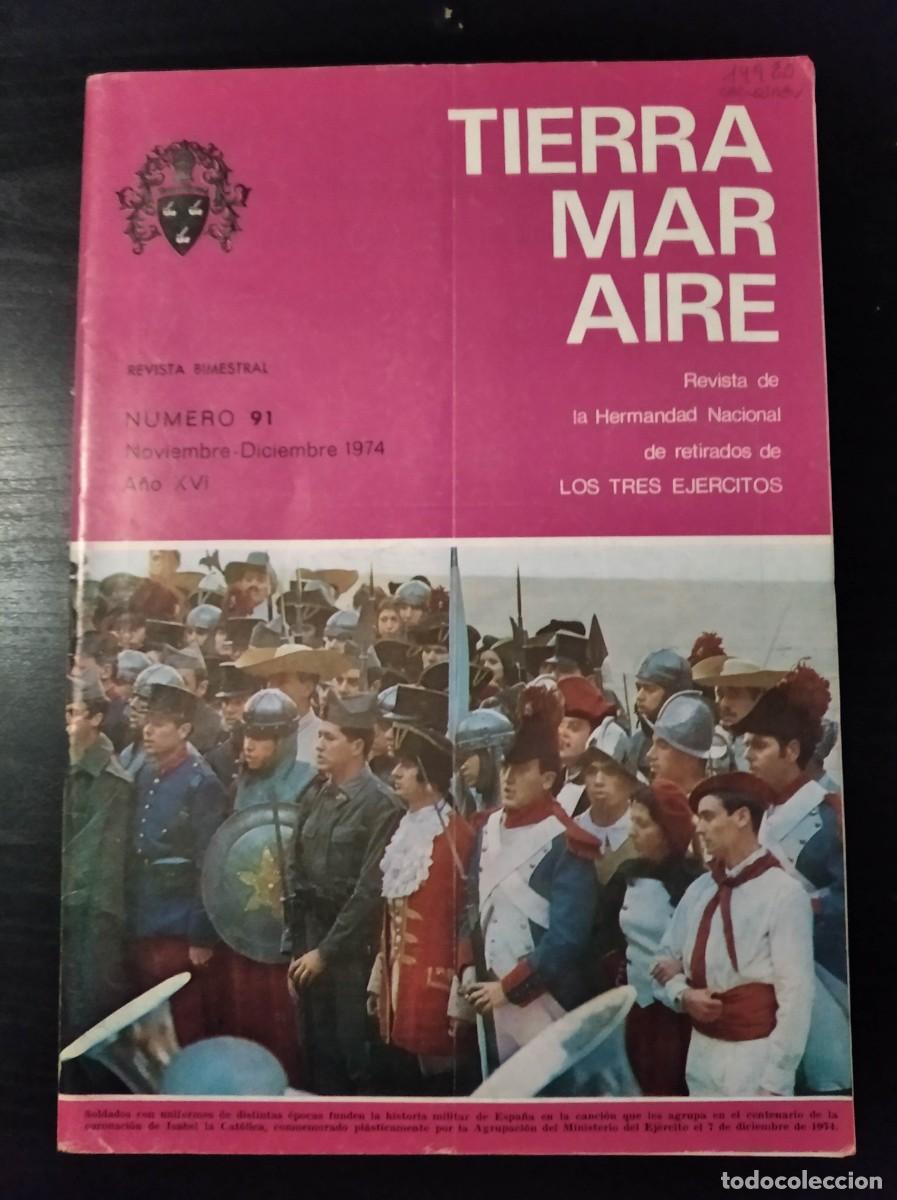 14980
TIERRA
MAR
AIRE
REVISTA BIMESTRAL
NUMERO 91
Noviembre-Diciembre 1974
Año XVI
Revista de
la Hermandad Nacional
de retirados de
LOS TRES EJERCITOS
Soldados con uniformes de distintas épocas funden la historia militar de España en la canción que les agrupa en el centenario de la
coronación de Isabel la Católica, conmemorado plásticamente por la Agrupación del Ministerio del Ejército el 7 de diciembre de 1974.
todocoleccion